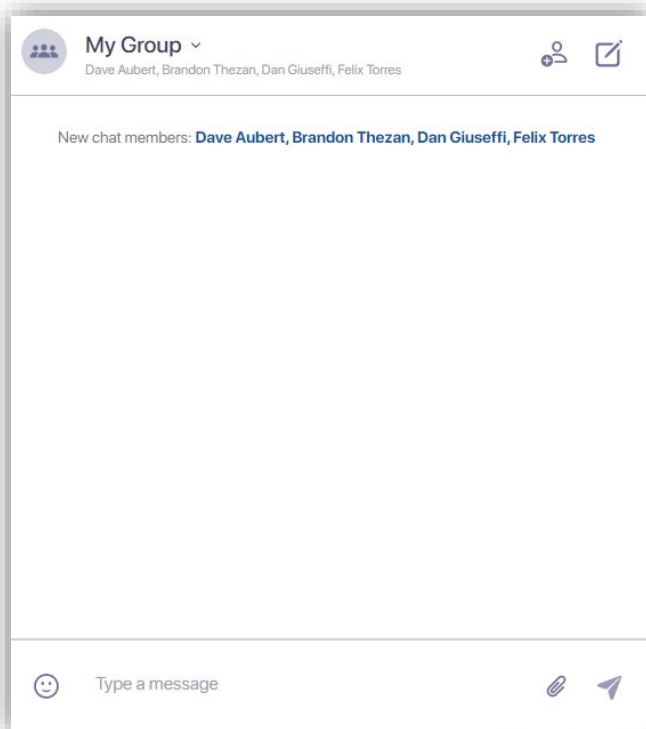 My Group
Dave Aubert, Brandon Thezan, Dan Giuseffi, Felix Torres
New chat members: Dave Aubert, Brandon Thezan, Dan Giuseffi, Felix Torres
Type a message